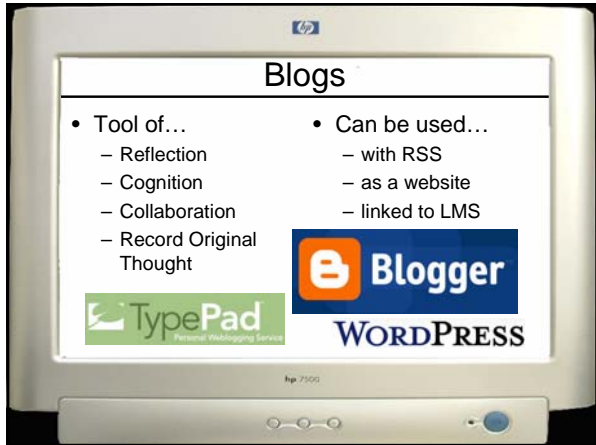 hp
Blogs
• Tool of…
– Reflection
– Cognition
– Collaboration
– Record Original
Thought
• Can be used…
– with RSS
– as a website
– linked to LMS
Blogger
TypePad
Personal Weblogging Service
WORDPRESS
hp 7500